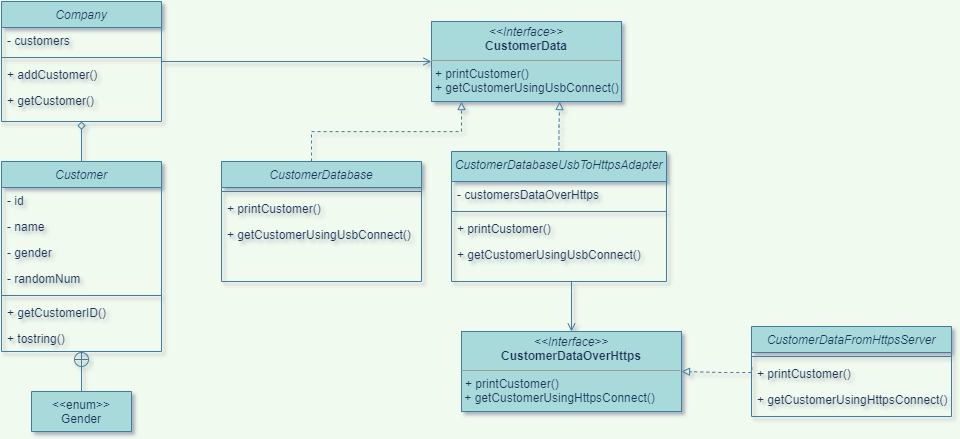 Company
- customers
+ addCustomer()
+ getCustomer()
<<Interface>>
CustomerData
+ printCustomer()
+ getCustomerUsingUsbConnect()
Customer
- id
- name
- gender
- randomNum
+ getCustomerID()
+ tostring()
CustomerDatabase
+ printCustomer()
+ getCustomerUsingUsbConnect()
CustomerDatabaseUsbToHttpsAdapter
- customersDataOverHttps
+ printCustomer()
+ getCustomerUsingUsbConnect()
<<Interface>>
CustomerDataOverHttps
+ printCustomer()
+ getCustomerUsingHttpsConnect()
CustomerDataFromHttpsServer
+ printCustomer()
+ getCustomerUsingHttpsConnect()
<<enum>>
Gender